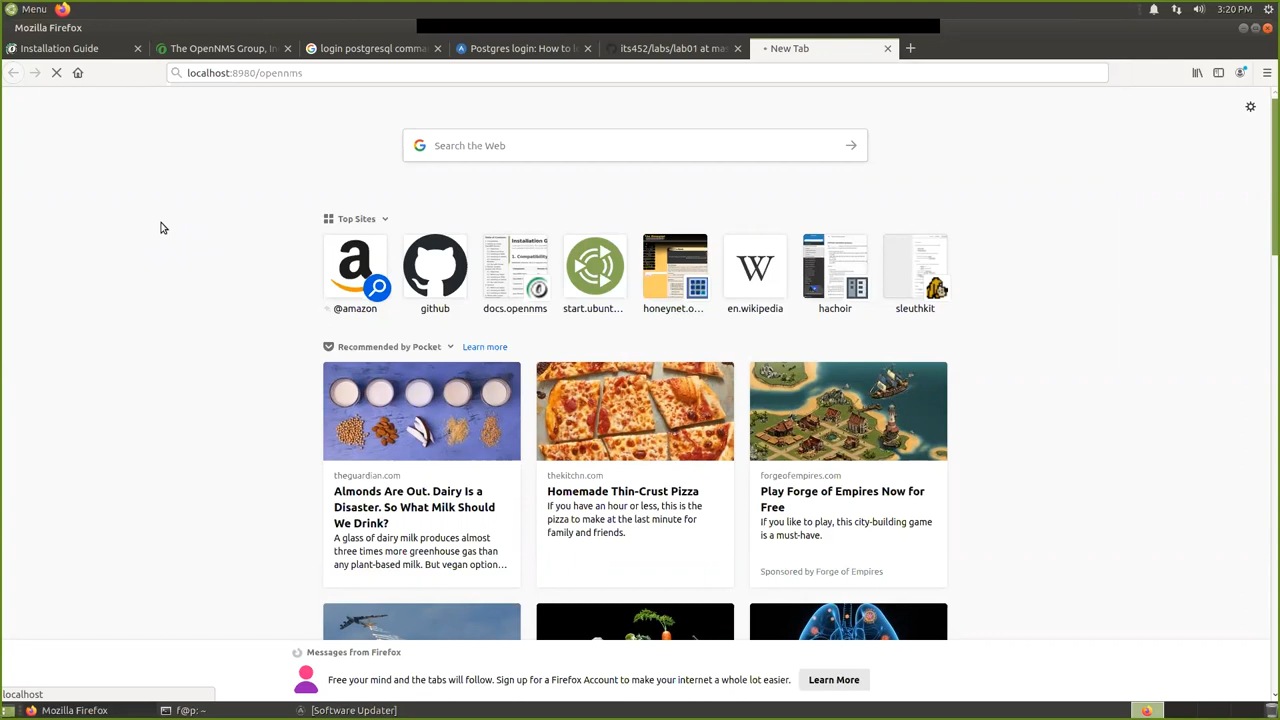 Menu
3:20 PM
Mozilla Firefox
Installation Guide
The OpenNMS Group, In
login postgresql comma
Postgres login: How to l
its452/labs/lab01 at mas
New Tab
localhost:8980/opennms
Search the Web
Top Sites
@amazon
github
docs.opennms
start.ubunt...
honeynet.o...
en.wikipedia
hachoir
sleuthkit
Recommended by Pocket
Learn more
theguardian.com
Almonds Are Out. Dairy Is a
Disaster. So What Milk Should
We Drink?
A glass of dairy milk produces almost
three times more greenhouse gas than
any plant-based milk. But vegan option...
thekitchn.com
Homemade Thin-Crust Pizza
If you have an hour or less, this is the
pizza to make at the last minute for
family and friends.
forgeofempires.com
Play Forge of Empires Now for
Free
If you like to play, this city-building game
is a must-have.
Sponsored by Forge of Empires
Messages from Firefox
Free your mind and the tabs will follow. Sign up for a Firefox Account to make your internet a whole lot easier.
Learn More
localhost
Mozilla Firefox
f@p: ~
[Software Updater]